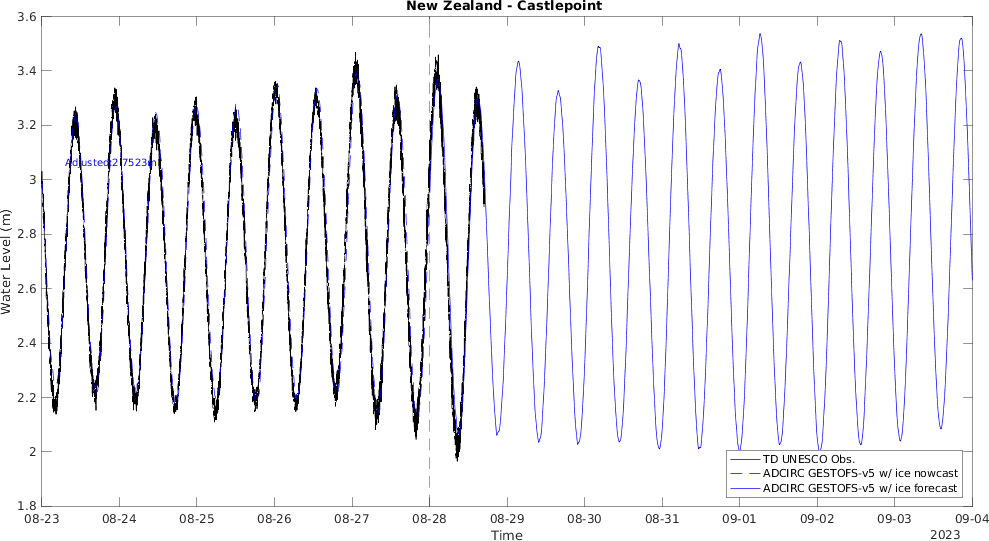 New Zealand - Castlepoint
3.6
3.4
3.2
3
2.8
2.6
2.4
2.2
2
1.8
Water Level (m)
Adjusted:2.7523m
TD UNESCO Obs.
ADCIRC GESTOFS-v5 w/ ice nowcast
ADCIRC GESTOFS-v5 w/ ice forecast
08-23 08-24 08-25 08-26 08-27 08-28 08-29 08-30 08-31 09-01 09-02 09-03 09-04
Time
2023